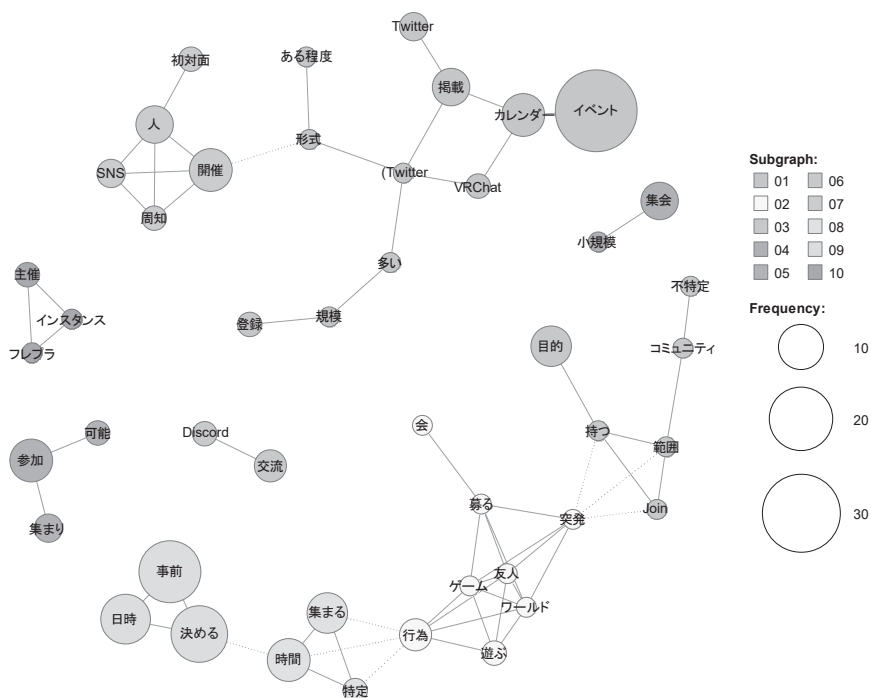 Twitter
初対面
ある程度
掲載
イベント
カレンダー
人
形式
SNS
開催
(Twitter
VRChat
周知
集会
小規模
多い
主催
インスタンス
フレプラ
登録
規模
不特定
目的
コミュニティ
会
Discord
可能
持つ
範囲
参加
交流
募る
突発
Join
集まり
事前
友人
ゲーム
ワールド
日時
決める
集まる
行為
遊ぶ
時間
特定
Subgraph:
01 06
02 07
03 08
04 09
05 10
Frequency:
10
20
30